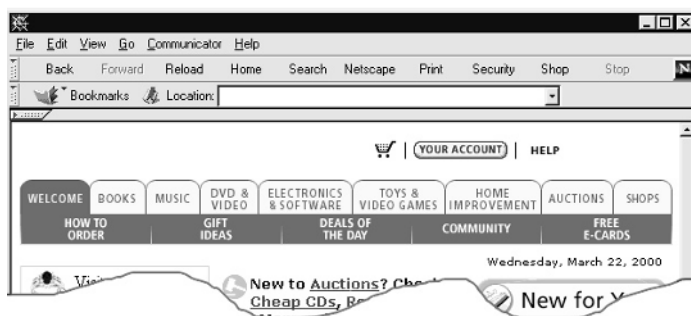 File Edit View Go Communicator Help
Back Forward Reload Home Search Netscape Print Security Shop Stop N
Bookmarks Location:
YOUR ACCOUNT | HELP
WELCOME BOOKS MUSIC DVD & VIDEO ELECTRONICS & SOFTWARE TOYS & VIDEO GAMES HOME IMPROVEMENT AUCTIONS SHOPS
HOW TO ORDER GIFT IDEAS DEALS OF THE DAY COMMUNITY FREE E-CARDS
Wednesday, March 22, 2000
New to Auctions?
Cheap CDs,
New for